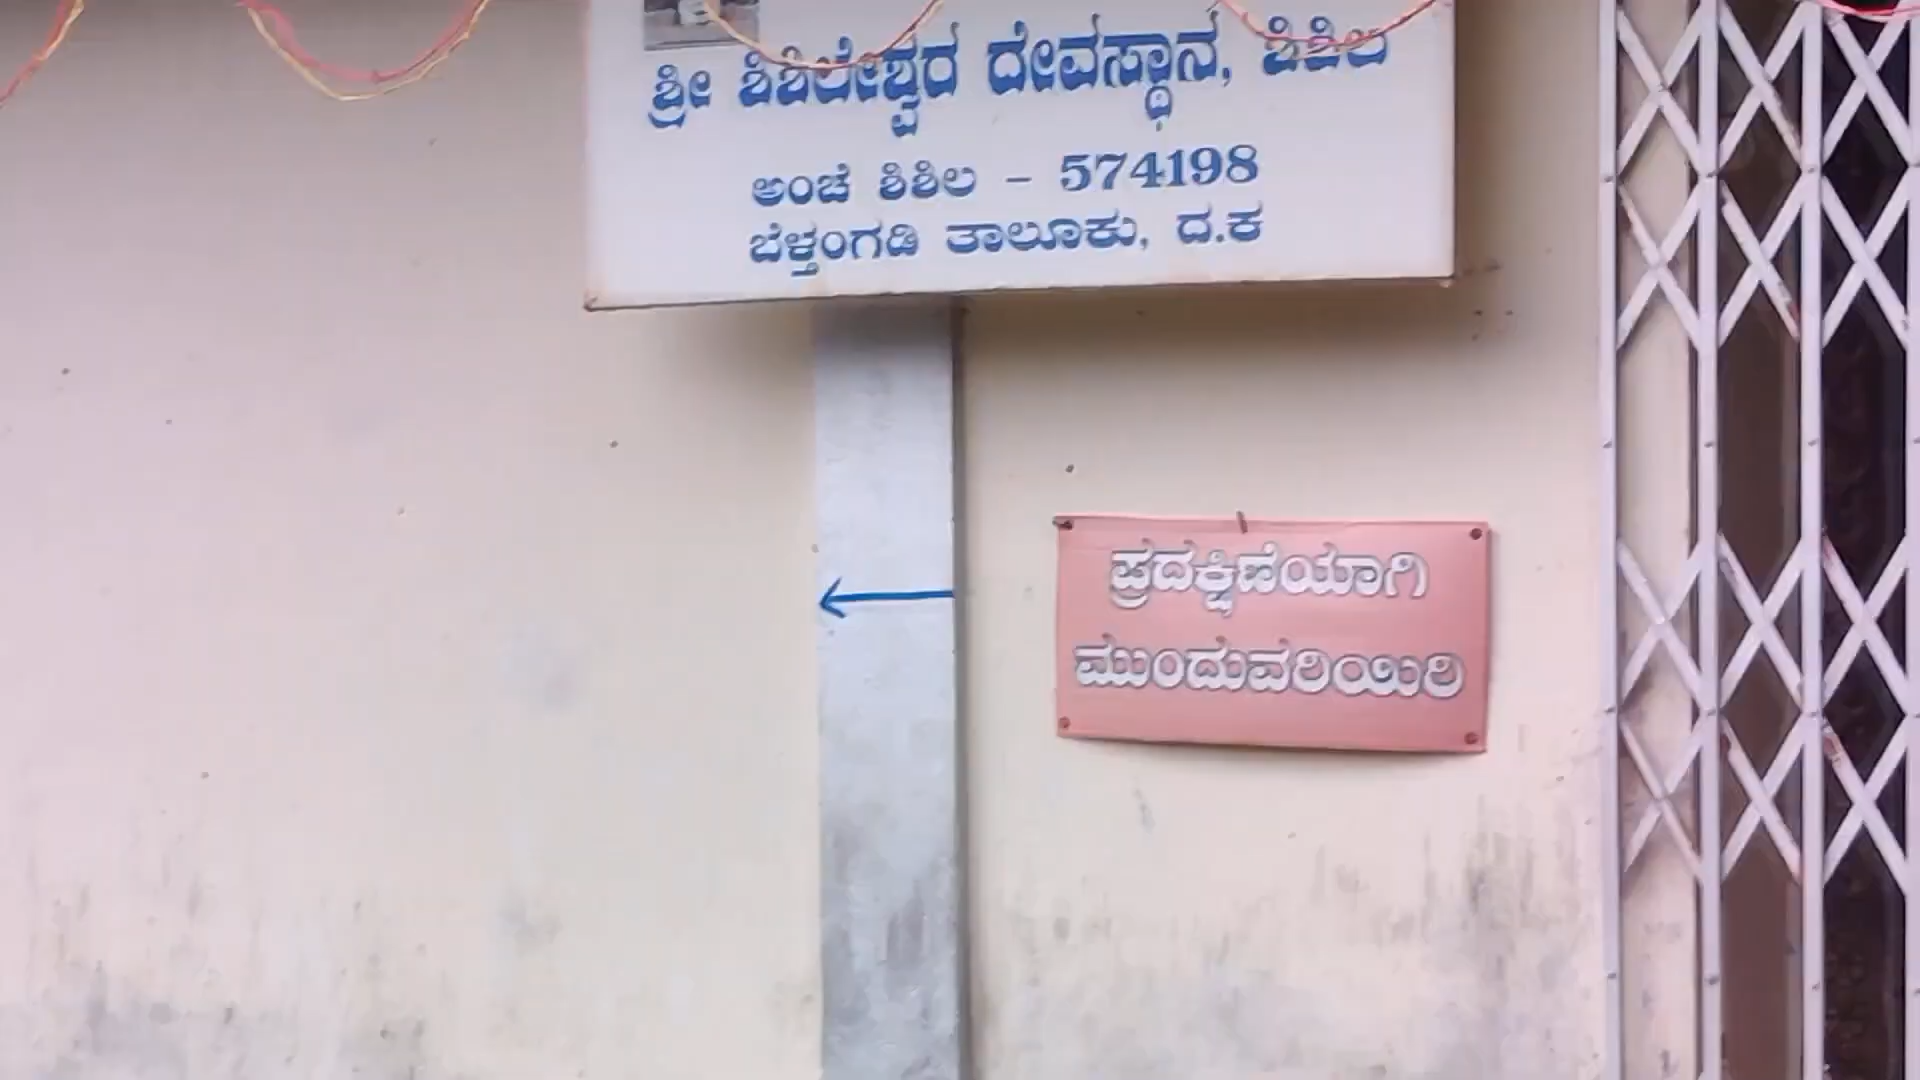 ಶ್ರೀ ಶಿಶಿಲೇಶ್ವರ ದೇವಸ್ಥಾನ, ಶಿಶಿಲ
ಅಂಚೆ ಶಿಶಿಲ - 574198
ಬೆಳ್ತಂಗಡಿ ತಾಲೂಕು, ದ.ಕ
ಪ್ರದಕ್ಷಿಣೆಯಾಗಿ
ಮುಂದುವರಿಯಿರಿ